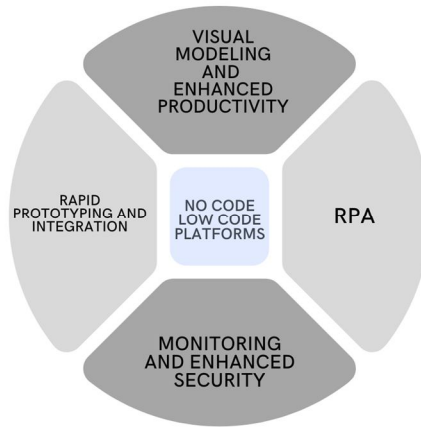 VISUAL
MODELING
AND
ENHANCED
PRODUCTIVITY
RAPID
PROTOTYPING AND
INTEGRATION
NO CODE
LOW CODE
PLATFORMS
RPA
MONITORING
AND ENHANCED
SECURITY